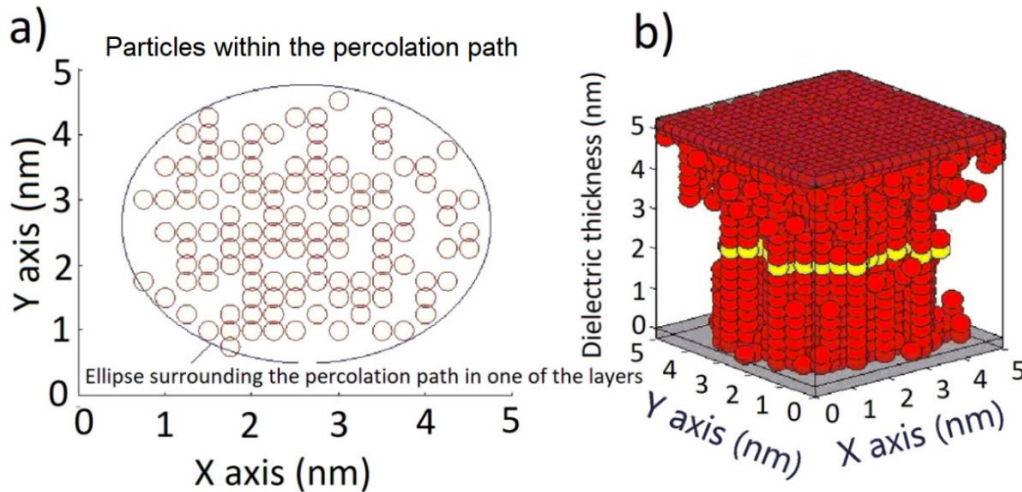 a)
Particles within the percolation path
5
4
3
2
1
0
Y axis (nm)
Ellipse surrounding the percolation path in one of the layers
0 1 2 3 4 5
X axis (nm)
b)
Dielectric thickness (nm)
5
4
3
2
1
0
5 4 3 2 1 0
Y axis (nm)
0 1 2 3 4 5
X axis (nm)